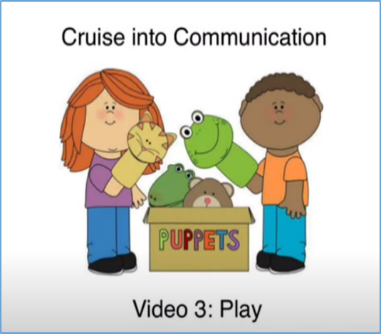 Cruise into Communication
PUPPETS
Video 3: Play